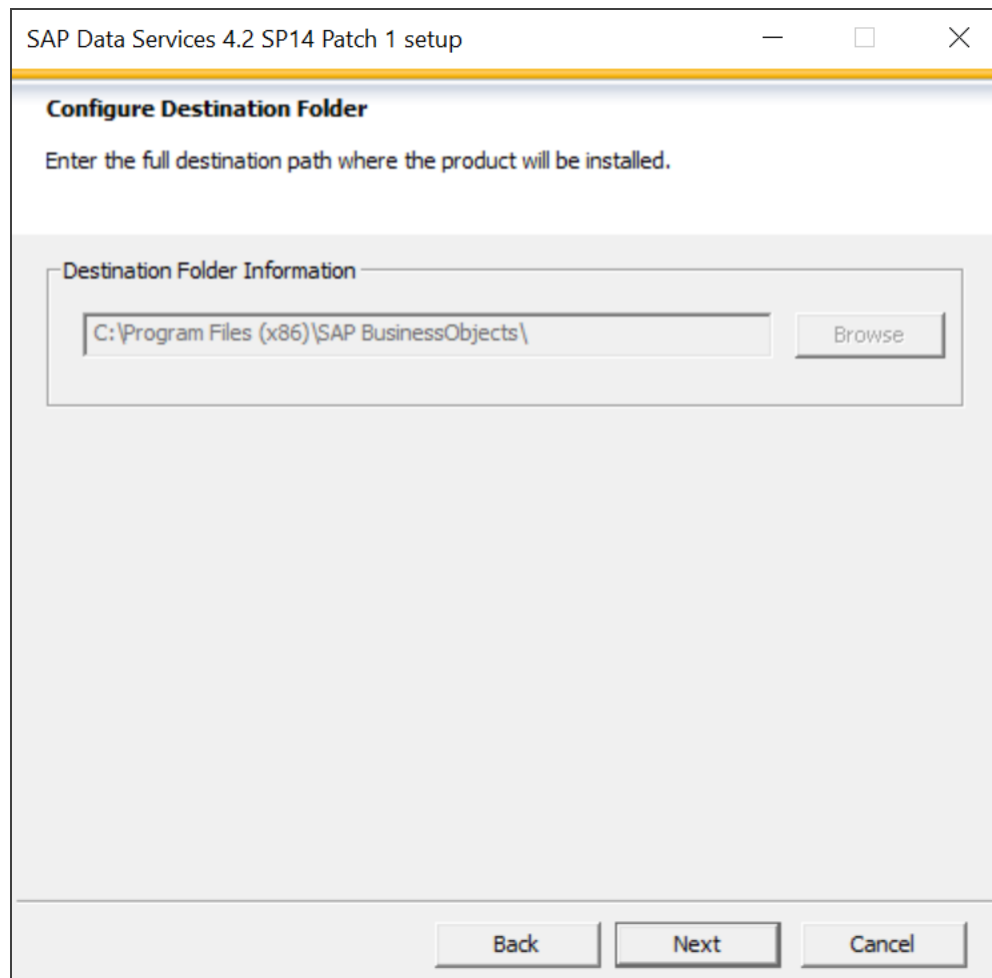 SAP Data Services 4.2 SP14 Patch 1 setup
Configure Destination Folder
Enter the full destination path where the product will be installed.
Destination Folder Information
C:\Program Files (x86)\SAP BusinessObjects\
Browse
Back
Next
Cancel